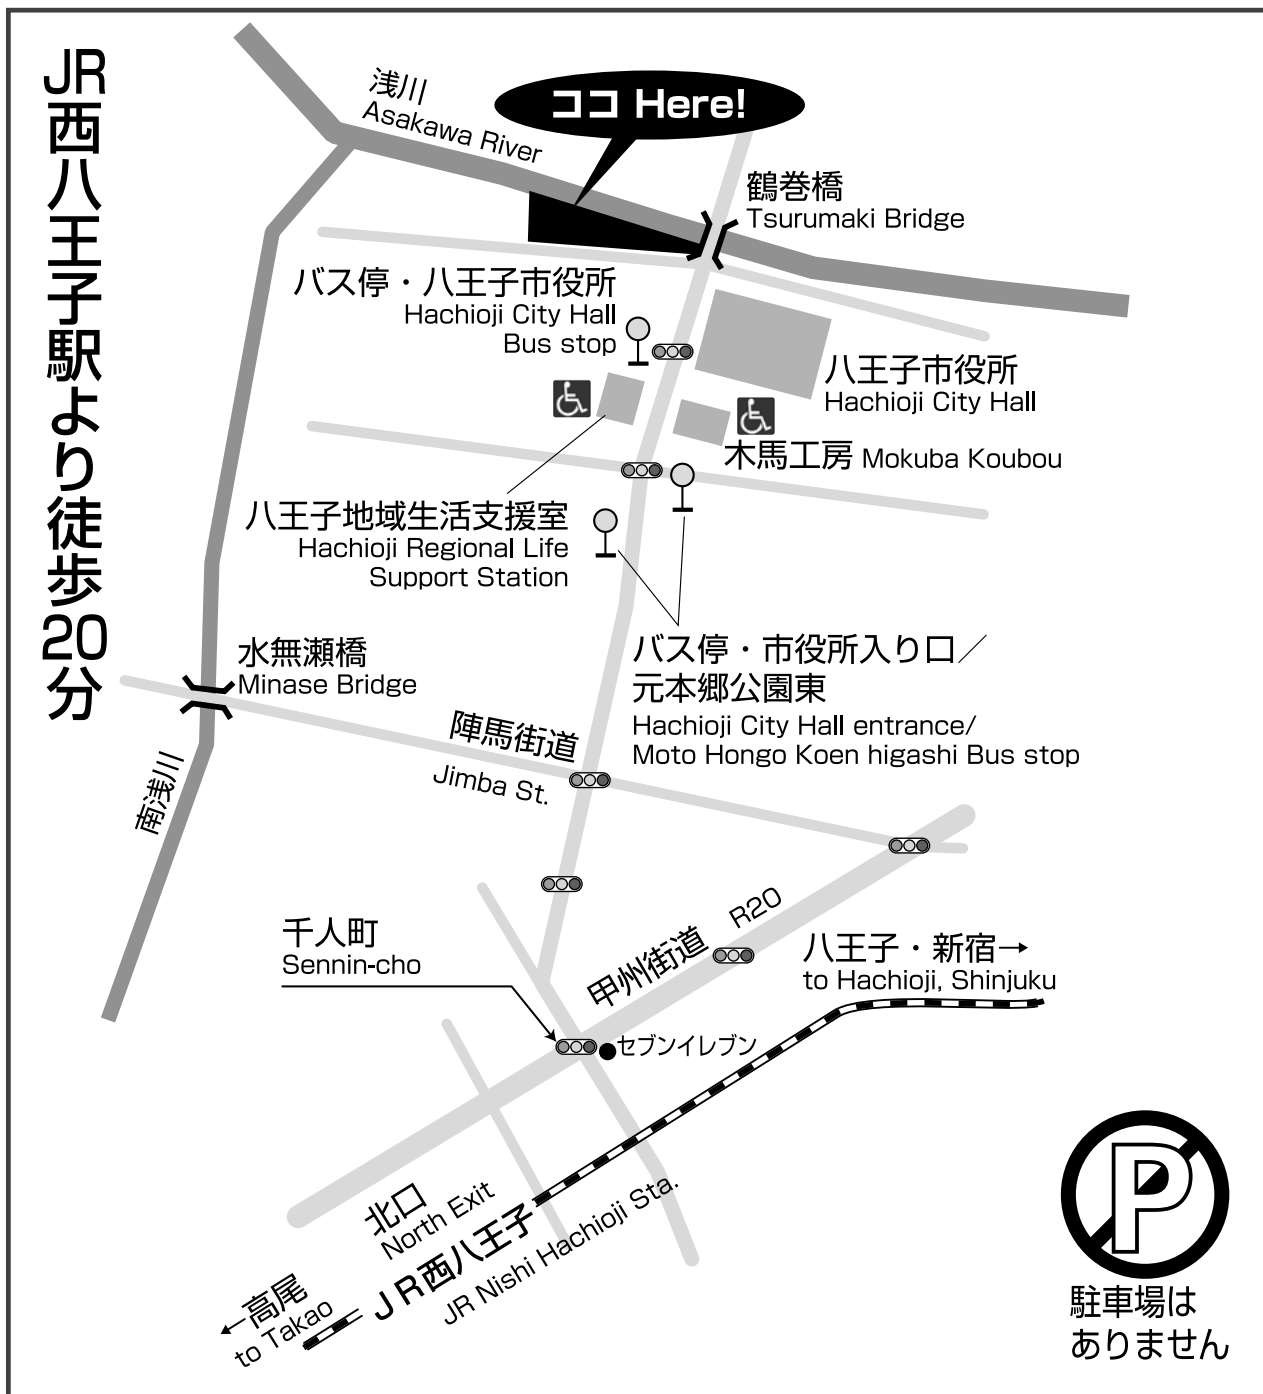 JR西八王子駅より徒歩20分
浅川
Asakawa River
ココ Here!
鶴巻橋
Tsurumaki Bridge
バス停・八王子市役所
Hachioji City Hall
Bus stop
八王子市役所
Hachioji City Hall
木馬工房 Mokuba Koubou
八王子地域生活支援室
Hachioji Regional Life
Support Station
バス停・市役所入り口／
元本郷公園東
Hachioji City Hall entrance/
Moto Hongo Koen higashi Bus stop
水無瀬橋
Minase Bridge
陣馬街道
Jimba St.
南浅川
千人町
Sennin-cho
甲州街道 R20
八王子・新宿→
to Hachioji, Shinjuku
セブンイレブン
北口
North Exit
JR西八王子
JR Nishi Hachioji Sta.
←高尾
to Takao
P
駐車場は
ありません